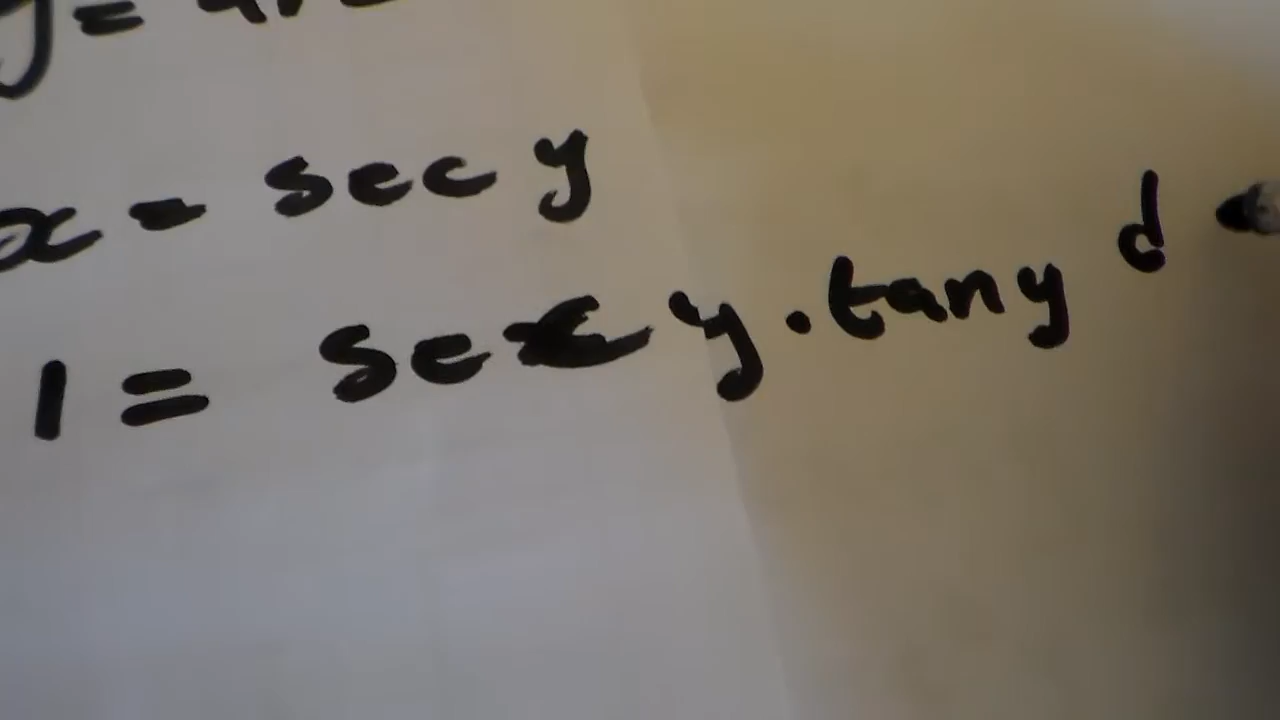 y =
x = sec y
1 = sec y . tan y d